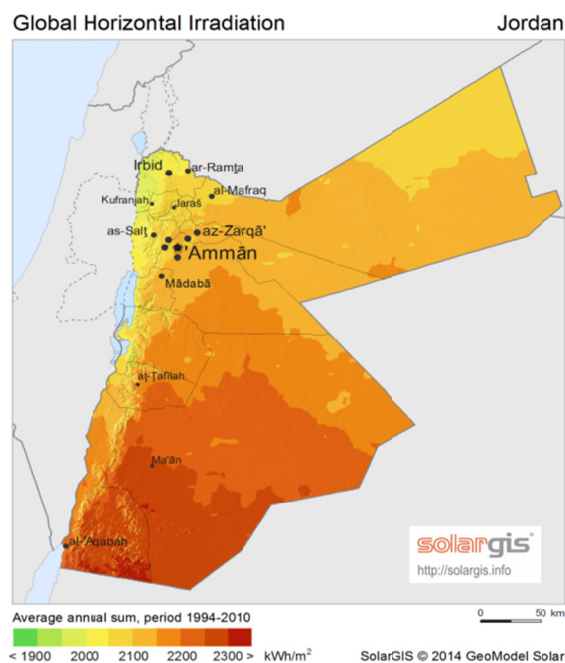 Global Horizontal Irradiation Jordan
Irbid
ar-Ramṯa
al-Mafraq
Kufranjah
Jaraš
as-Salṭ
az-Zarqā'
'Ammān
Mādabā
aṭ-Ṭafīlah
Ma'ān
al-'Aqabah
solargis
http://solargis.info
Average annual sum, period 1994-2010
0 50 km
< 1900 2000 2100 2200 2300 > kWh/m²
SolarGIS © 2014 GeoModel Solar